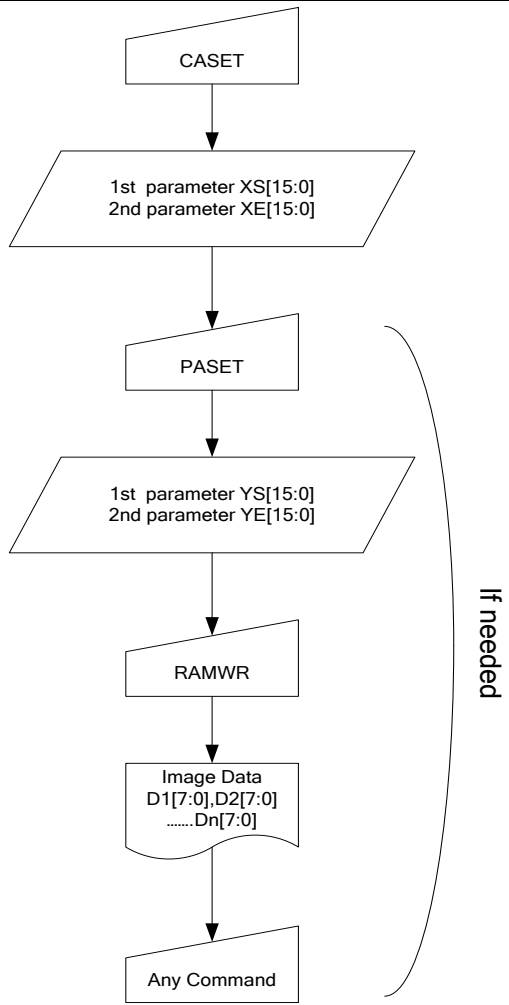 CASET
1st parameter XS[15:0]
2nd parameter XE[15:0]
PASET
1st parameter YS[15:0]
2nd parameter YE[15:0]
If needed
RAMWR
Image Data
D1[7:0],D2[7:0]
.......Dn[7:0]
Any Command